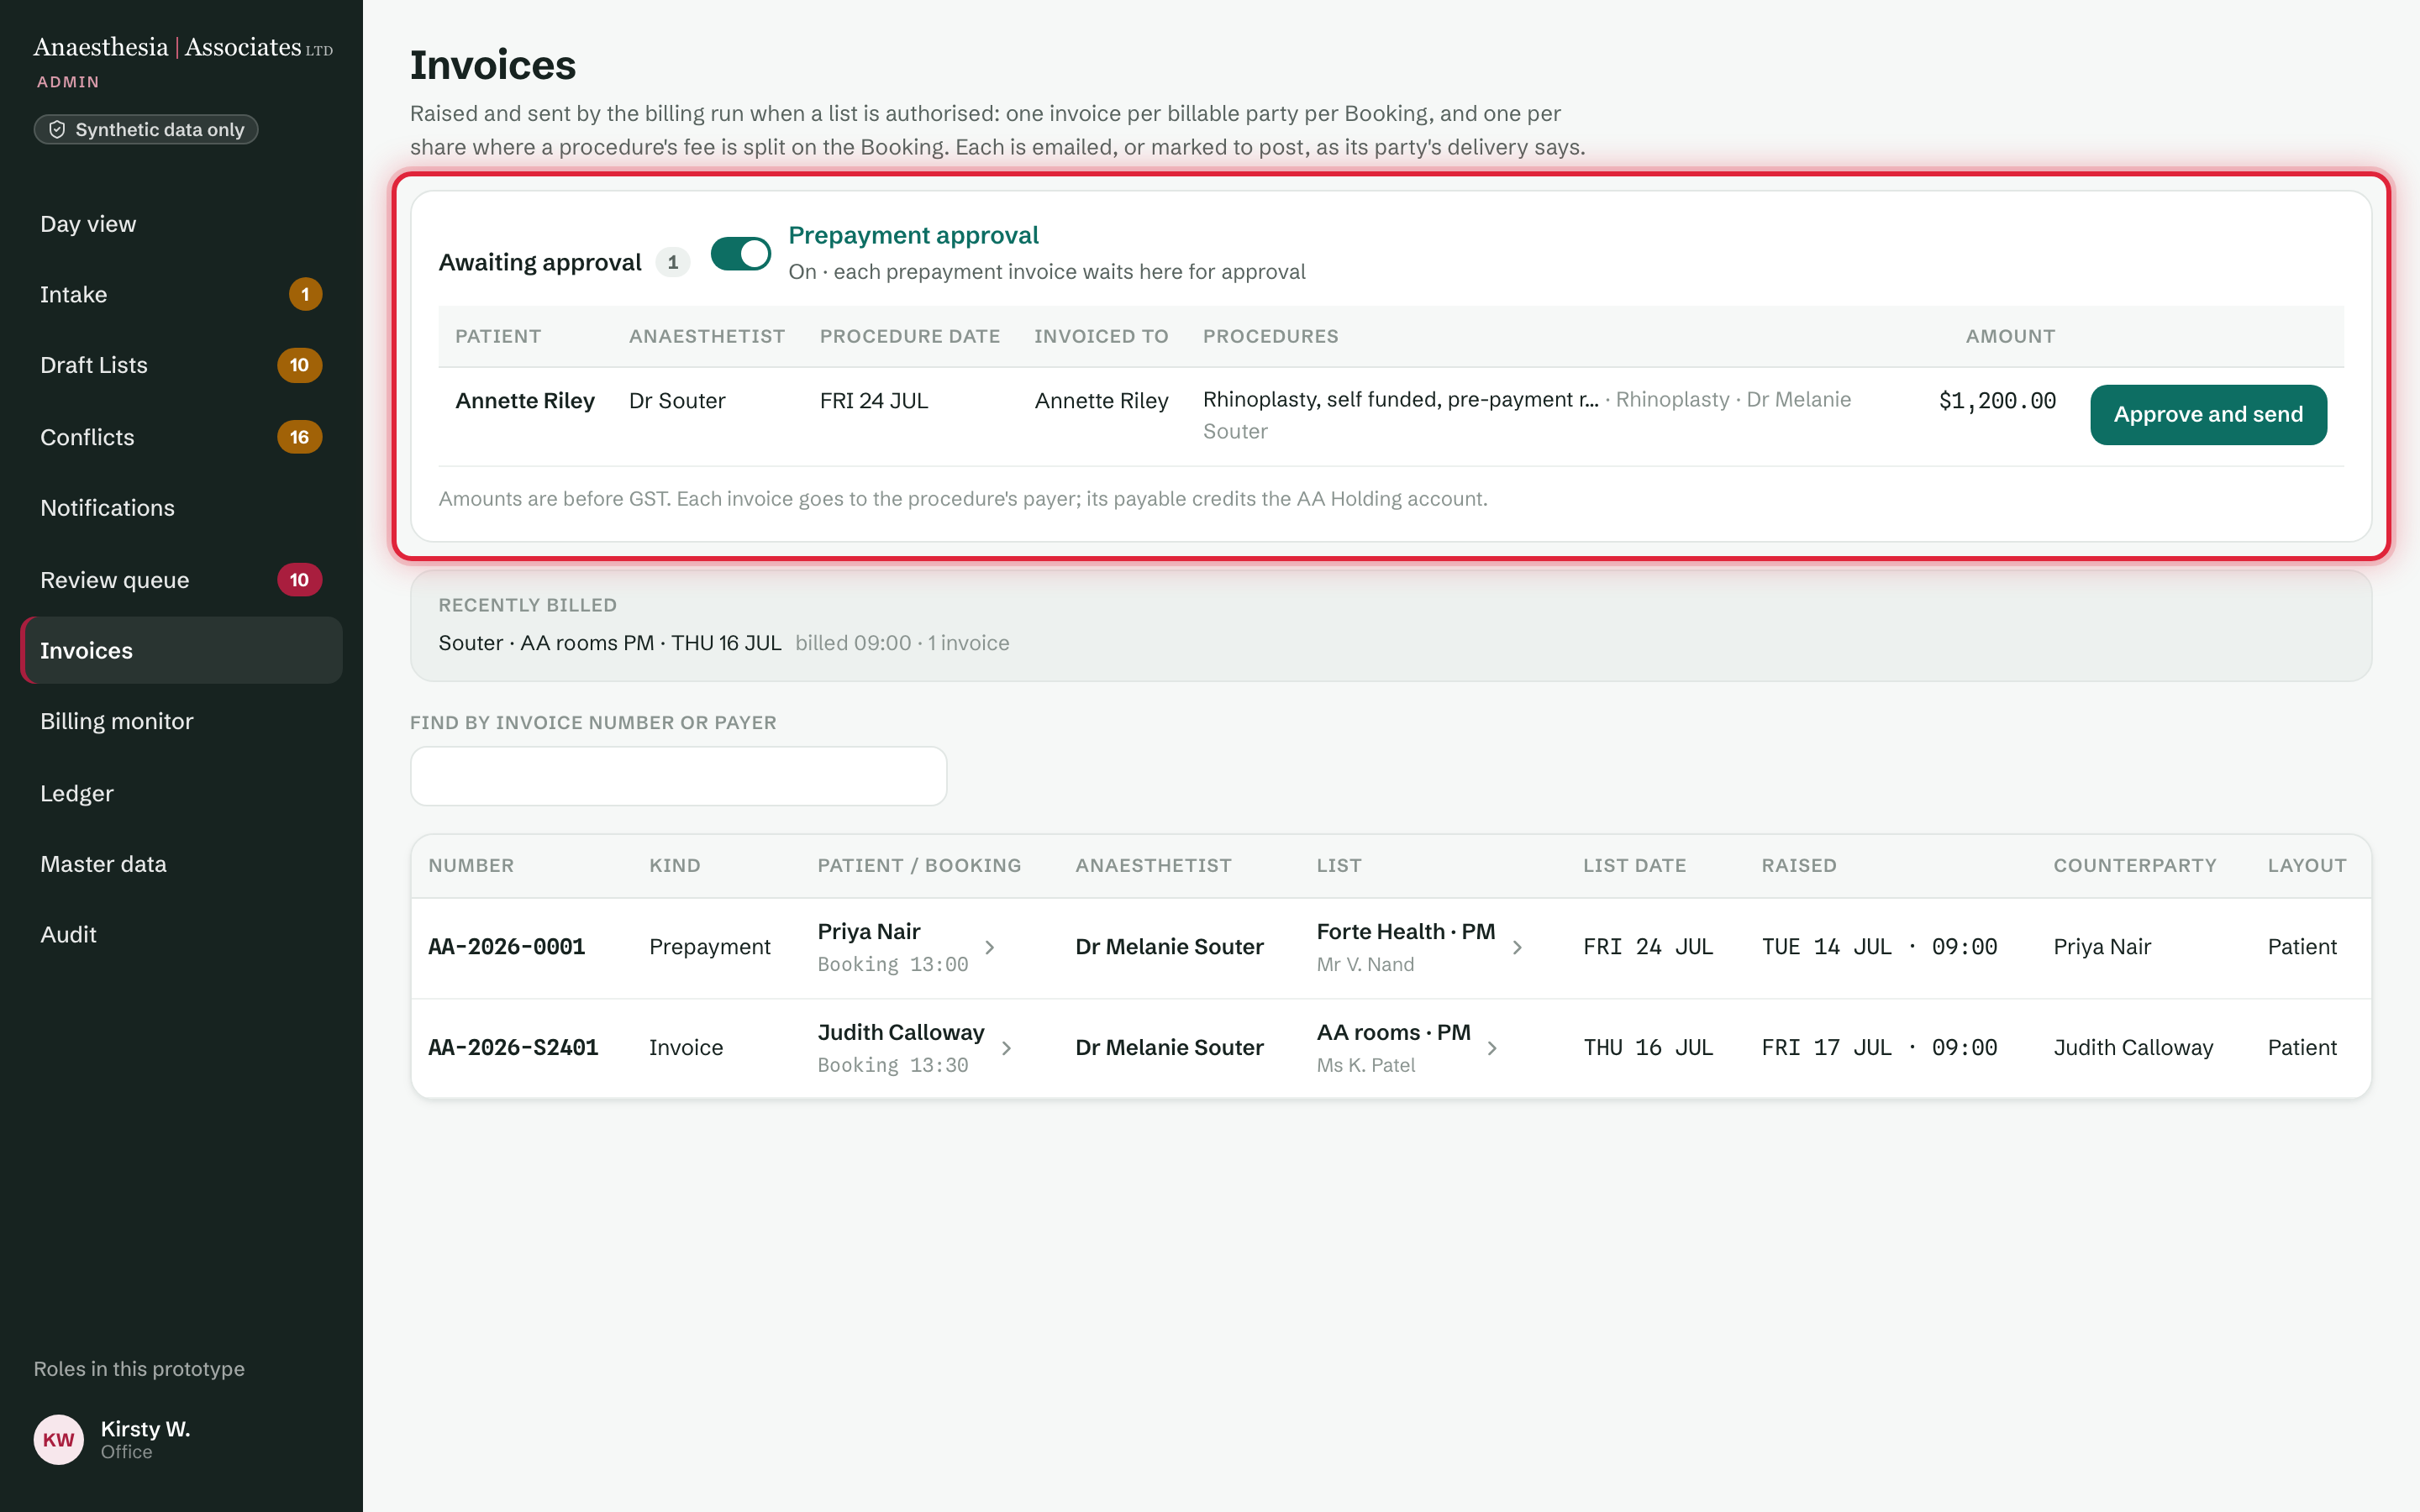 Anaesthesia | Associates LTD
ADMIN
Synthetic data only
Day view
Intake 1
Draft Lists 10
Conflicts 16
Notifications
Review queue 10
Invoices
Billing monitor
Ledger
Master data
Audit
Roles in this prototype
KW Kirsty W.
Office
Invoices
Raised and sent by the billing run when a list is authorised: one invoice per billable party per Booking, and one per
share where a procedure's fee is split on the Booking. Each is emailed, or marked to post, as its party's delivery says.
Awaiting approval 1
Prepayment approval
On · each prepayment invoice waits here for approval
PATIENT ANAESTHETIST PROCEDURE DATE INVOICED TO PROCEDURES AMOUNT
Annette Riley Dr Souter FRI 24 JUL Annette Riley Rhinoplasty, self funded, pre-payment r... · Rhinoplasty · Dr Melanie $1,200.00 Approve and send
Souter
Amounts are before GST. Each invoice goes to the procedure's payer; its payable credits the AA Holding account.
RECENTLY BILLED
Souter · AA rooms PM · THU 16 JUL billed 09:00 · 1 invoice
FIND BY INVOICE NUMBER OR PAYER
NUMBER KIND PATIENT / BOOKING ANAESTHETIST LIST LIST DATE RAISED COUNTERPARTY LAYOUT
AA-2026-0001 Prepayment Priya Nair Dr Melanie Souter Forte Health · PM FRI 24 JUL TUE 14 JUL · 09:00 Priya Nair Patient
Booking 13:00 Mr V. Nand
AA-2026-S2401 Invoice Judith Calloway Dr Melanie Souter AA rooms · PM THU 16 JUL FRI 17 JUL · 09:00 Judith Calloway Patient
Booking 13:30 Ms K. Patel